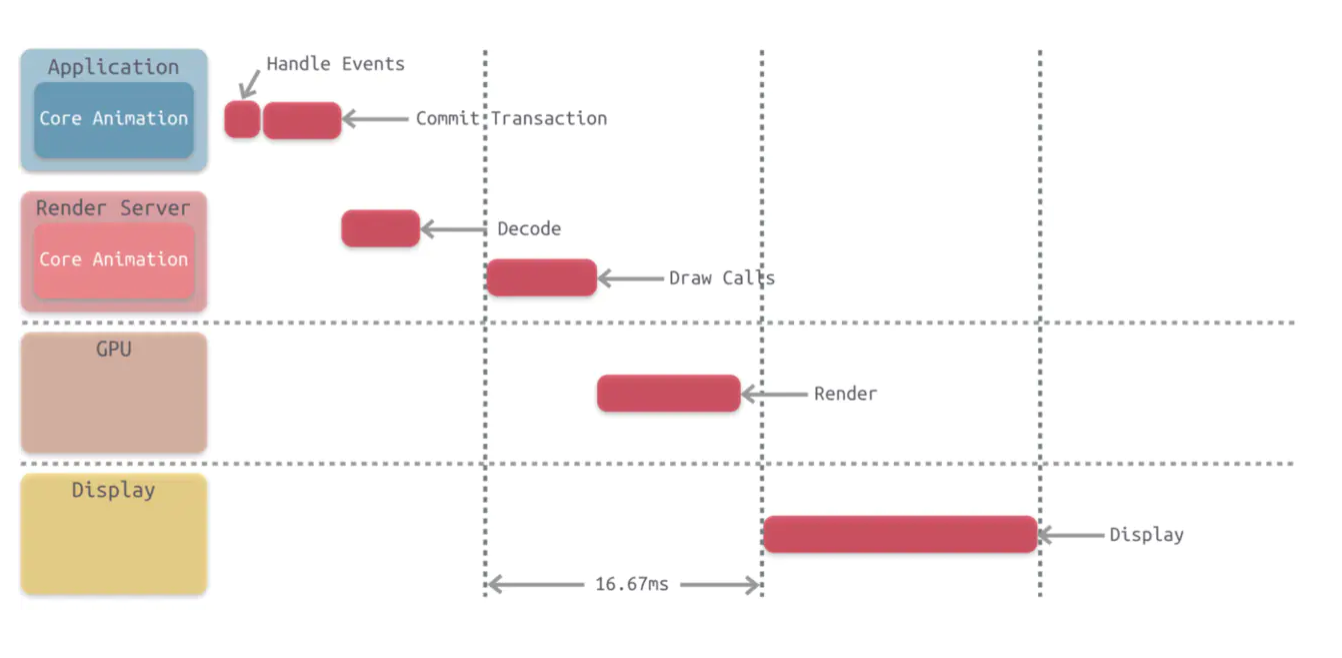 Application
Handle Events
Core Animation
Commit Transaction
Render Server
Decode
Core Animation
Draw Calls
GPU
Render
Display
Display
16.67ms